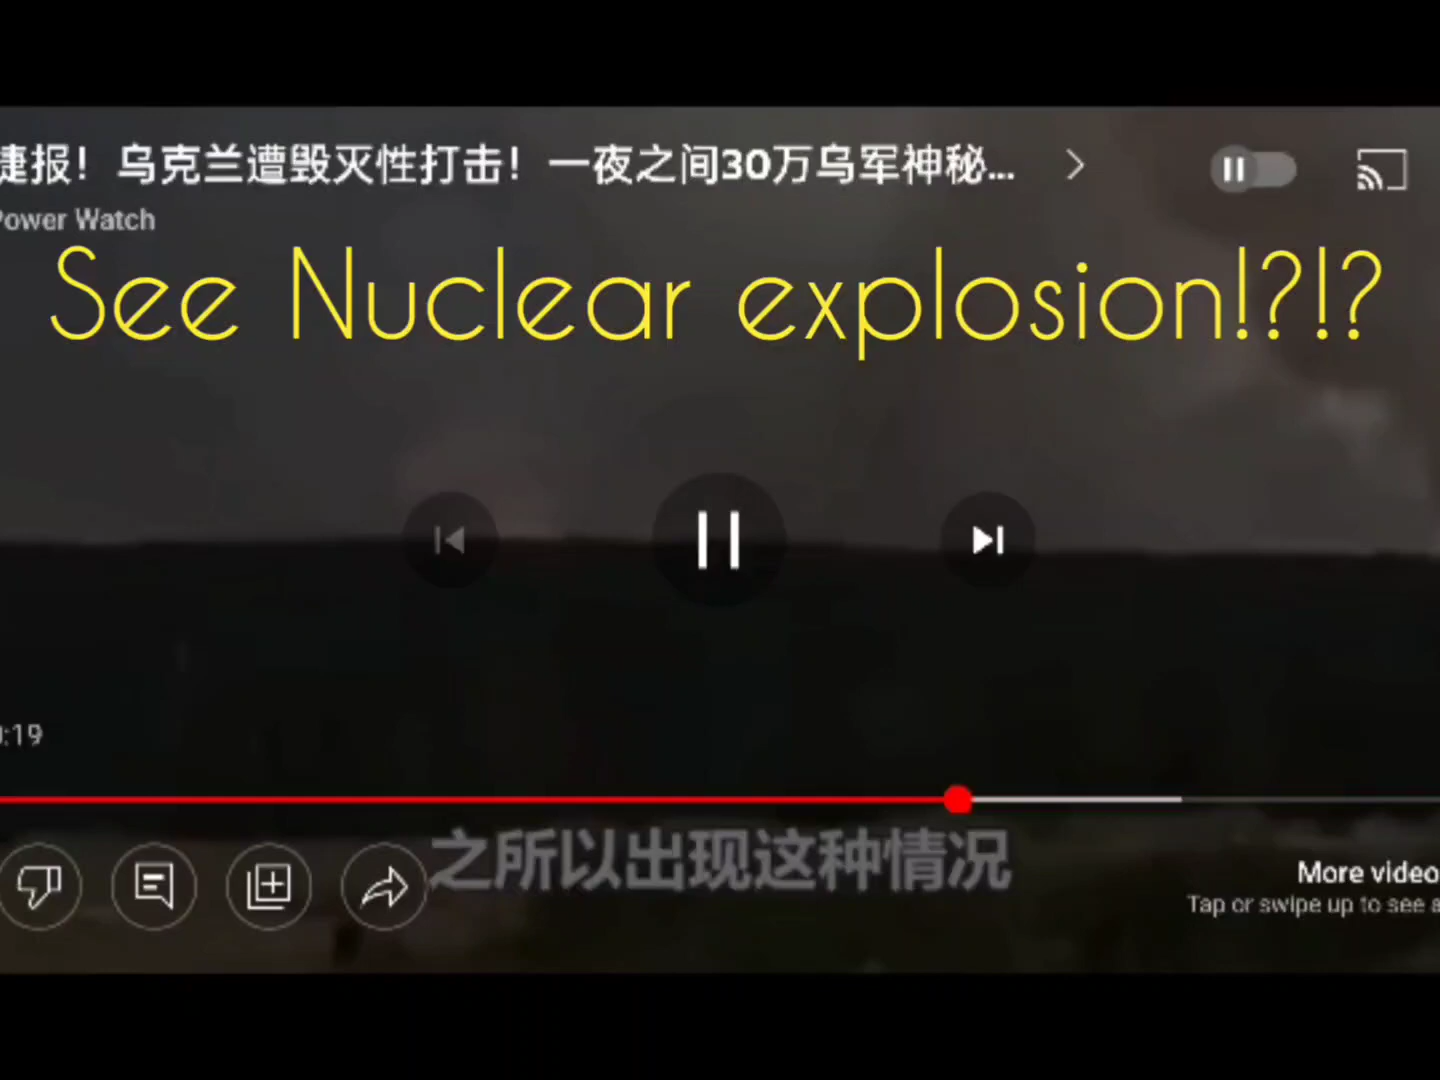 捷报！乌克兰遭毁灭性打击！一夜之间30万乌军神秘...
Power Watch
See Nuclear explosion!?!?
:19
之所以出现这种情况
More video
Tap or swipe up to see a